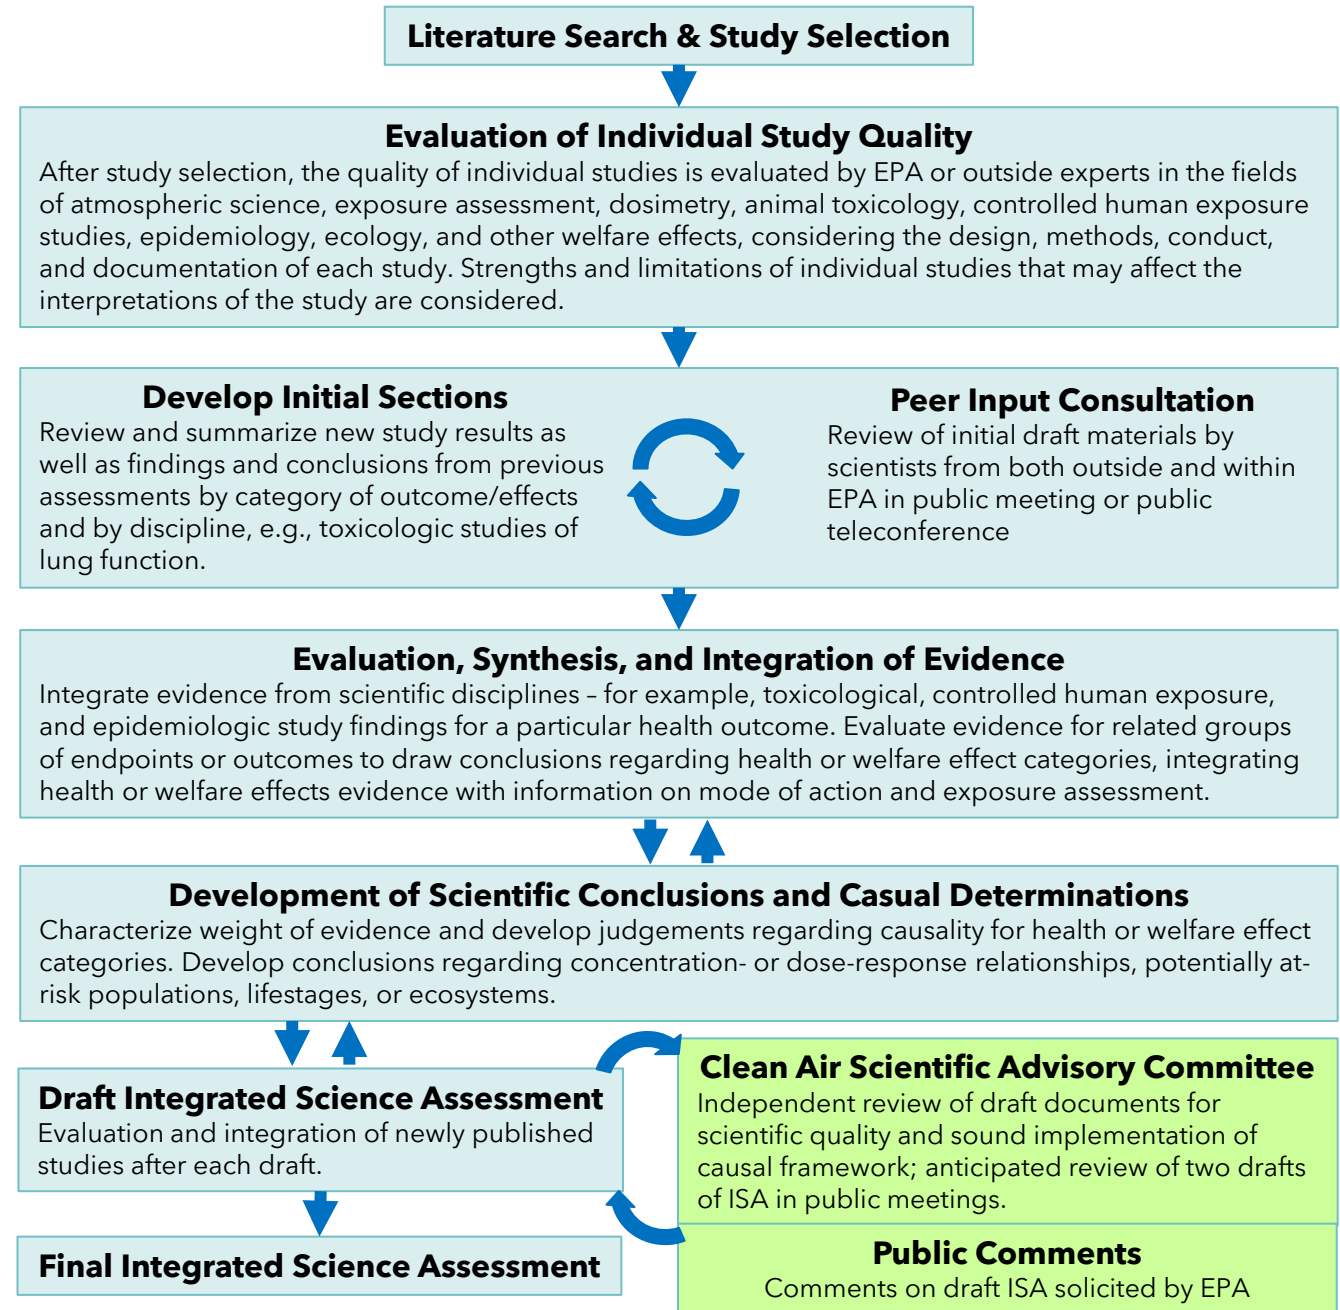 Literature Search & Study Selection
Evaluation of Individual Study Quality
After study selection, the quality of individual studies is evaluated by EPA or outside experts in the fields
of atmospheric science, exposure assessment, dosimetry, animal toxicology, controlled human exposure
studies, epidemiology, ecology, and other welfare effects, considering the design, methods, conduct,
and documentation of each study. Strengths and limitations of individual studies that may affect the
interpretations of the study are considered.
Develop Initial Sections
Review and summarize new study results as
well as findings and conclusions from previous
assessments by category of outcome/effects
and by discipline, e.g., toxicologic studies of
lung function.
Peer Input Consultation
Review of initial draft materials by
scientists from both outside and within
EPA in public meeting or public
teleconference
Evaluation, Synthesis, and Integration of Evidence
Integrate evidence from scientific disciplines – for example, toxicological, controlled human exposure,
and epidemiologic study findings for a particular health outcome. Evaluate evidence for related groups
of endpoints or outcomes to draw conclusions regarding health or welfare effect categories, integrating
health or welfare effects evidence with information on mode of action and exposure assessment.
Development of Scientific Conclusions and Casual Determinations
Characterize weight of evidence and develop judgements regarding causality for health or welfare effect
categories. Develop conclusions regarding concentration- or dose-response relationships, potentially at-
risk populations, lifestages, or ecosystems.
Draft Integrated Science Assessment
Evaluation and integration of newly published
studies after each draft.
Clean Air Scientific Advisory Committee
Independent review of draft documents for
scientific quality and sound implementation of
causal framework; anticipated review of two drafts
of ISA in public meetings.
Final Integrated Science Assessment
Public Comments
Comments on draft ISA solicited by EPA